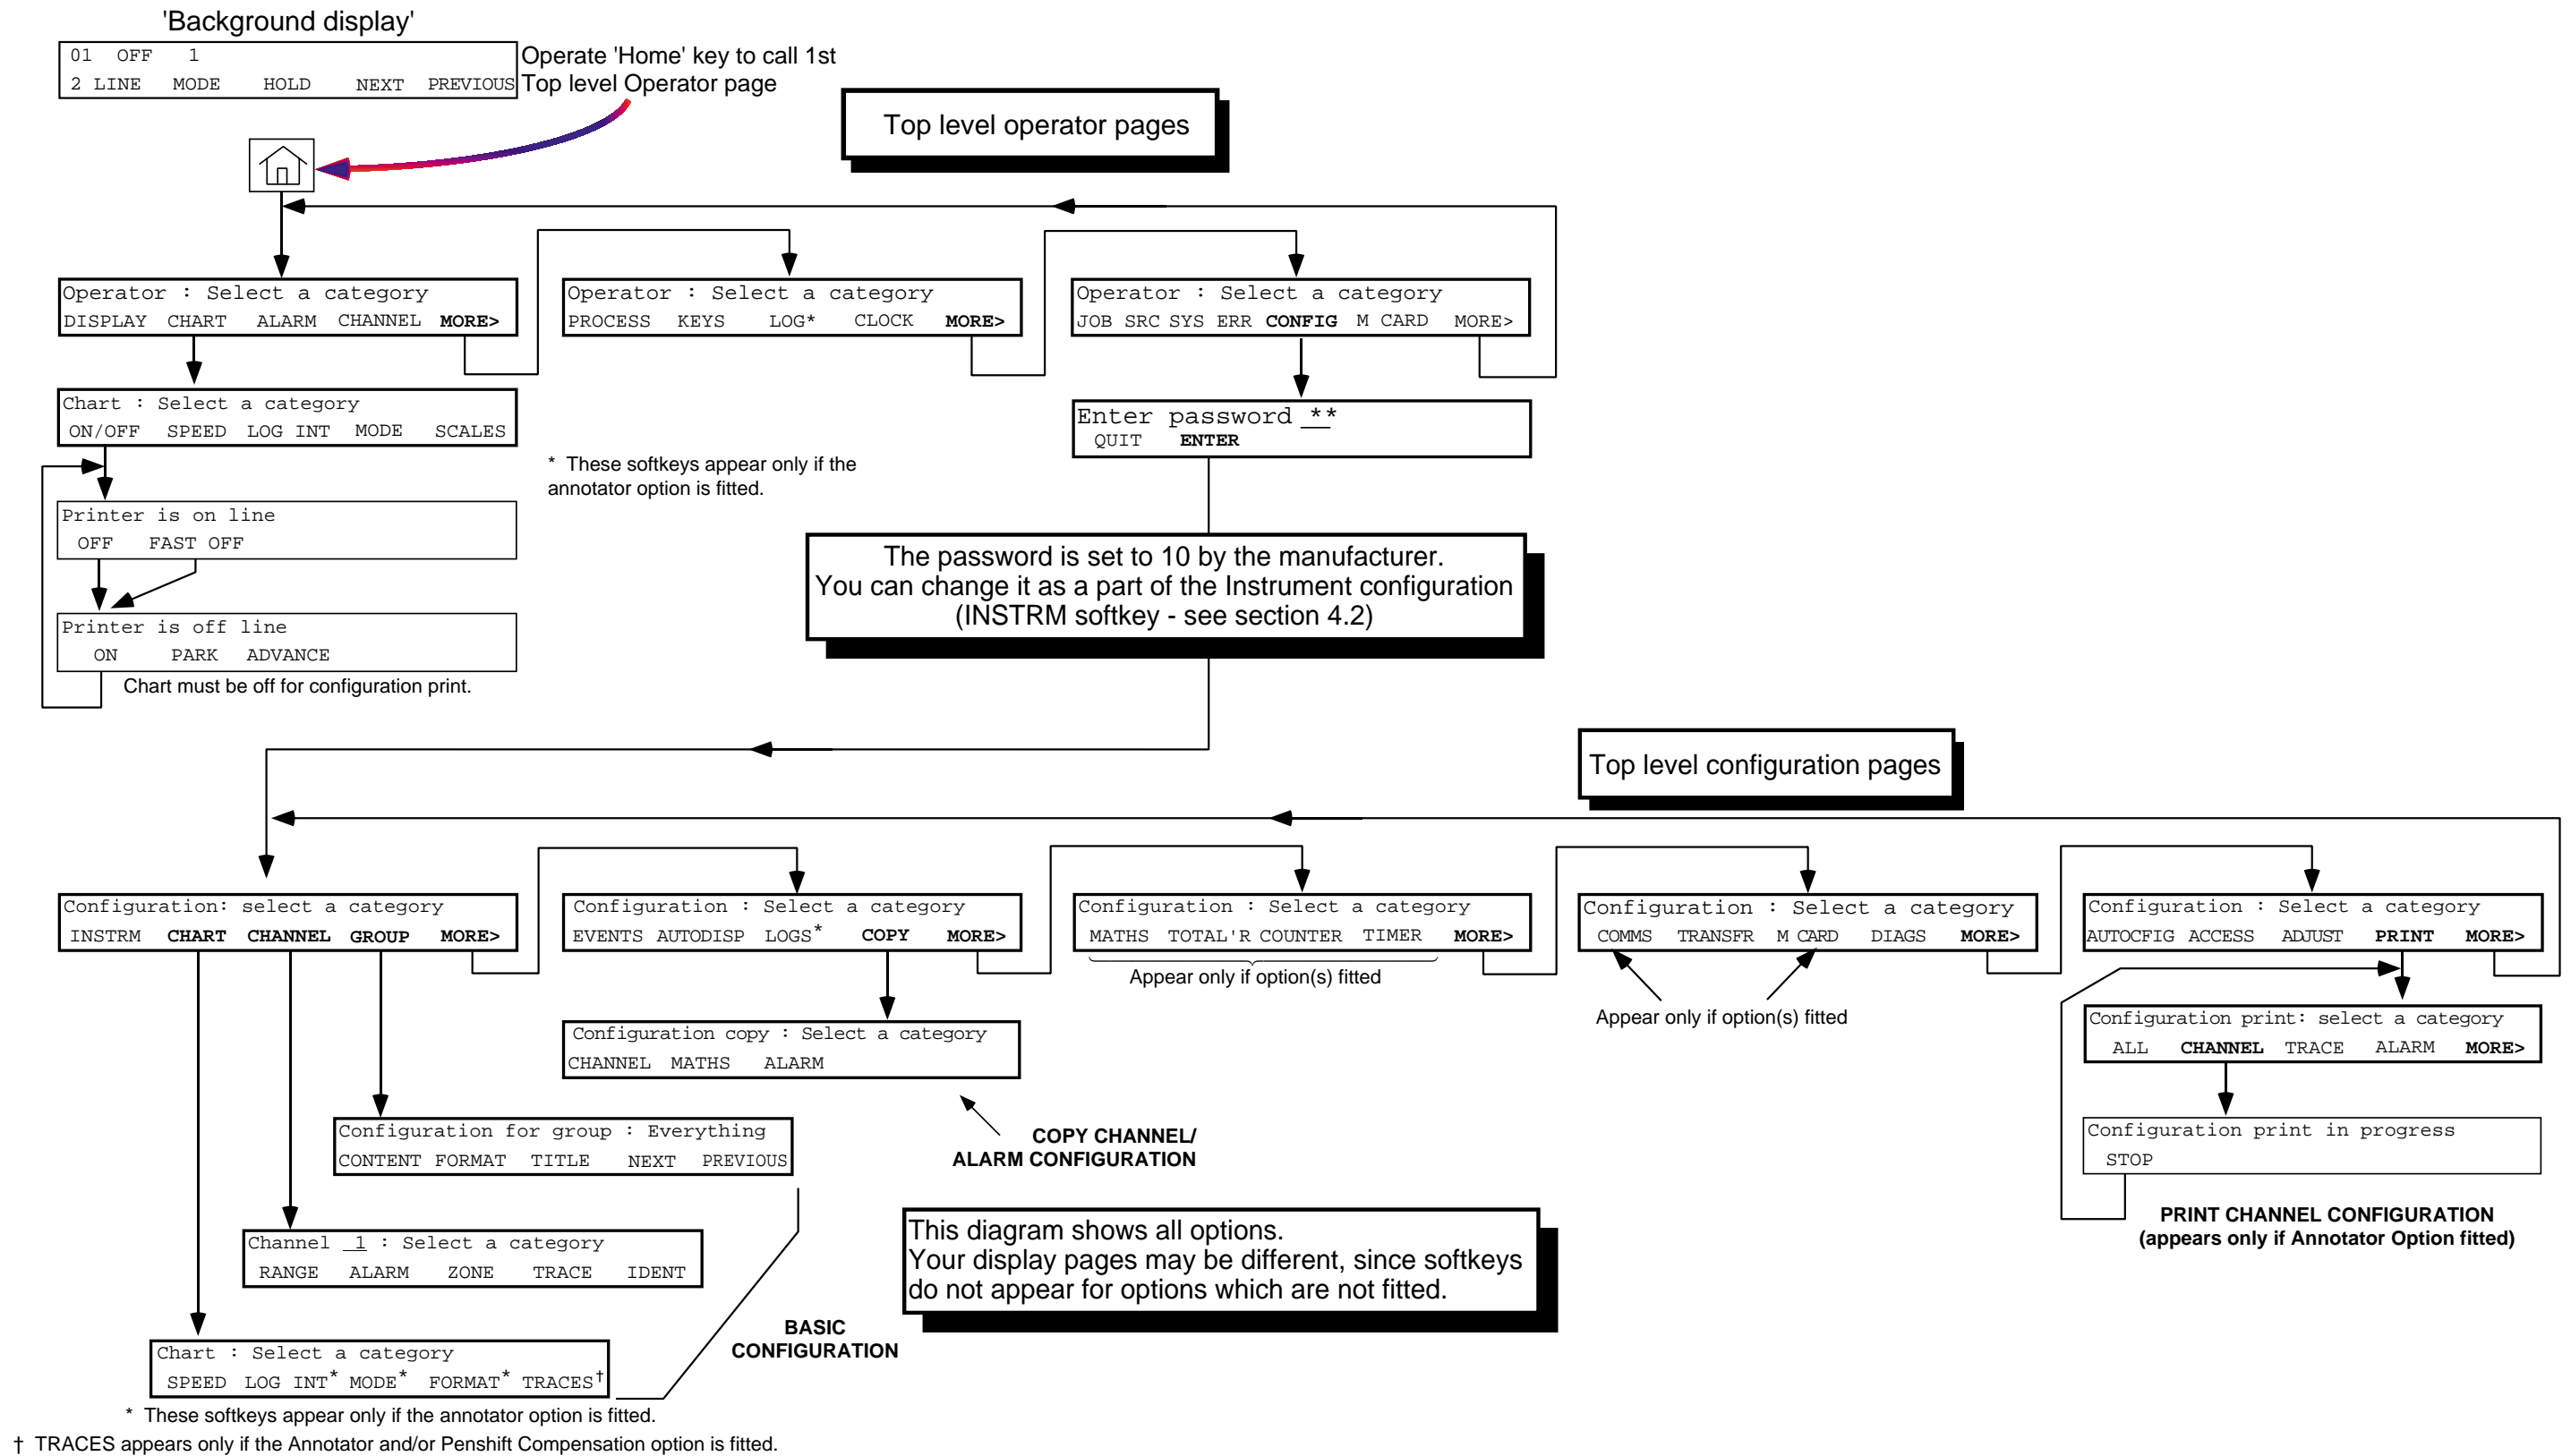 'Background display'
01 OFF 1
2 LINE MODE HOLD NEXT PREVIOUS
Operate 'Home' key to call 1st
Top level Operator page
Top level operator pages
Operator : Select a category
DISPLAY CHART ALARM CHANNEL MORE>
Operator : Select a category
PROCESS KEYS LOG* CLOCK MORE>
Operator : Select a category
JOB SRC SYS ERR CONFIG M CARD MORE>
Chart : Select a category
ON/OFF SPEED LOG INT MODE SCALES
Enter password **
QUIT ENTER
* These softkeys appear only if the
annotator option is fitted.
Printer is on line
OFF FAST OFF
The password is set to 10 by the manufacturer.
You can change it as a part of the Instrument configuration
(INSTRM softkey - see section 4.2)
Printer is off line
ON PARK ADVANCE
Chart must be off for configuration print.
Top level configuration pages
Configuration: select a category
INSTRM CHART CHANNEL GROUP MORE>
Configuration : Select a category
EVENTS AUTODISP LOGS* COPY MORE>
Configuration : Select a category
MATHS TOTAL'R COUNTER TIMER MORE>
Appear only if option(s) fitted
Configuration : Select a category
COMMS TRANSFR M CARD DIAGS MORE>
Appear only if option(s) fitted
Configuration : Select a category
AUTOCFIG ACCESS ADJUST PRINT MORE>
Configuration copy : Select a category
CHANNEL MATHS ALARM
Configuration print: select a category
ALL CHANNEL TRACE ALARM MORE>
Configuration for group : Everything
CONTENT FORMAT TITLE NEXT PREVIOUS
COPY CHANNEL/
ALARM CONFIGURATION
Configuration print in progress
STOP
PRINT CHANNEL CONFIGURATION
(appears only if Annotator Option fitted)
Channel 1 : Select a category
RANGE ALARM ZONE TRACE IDENT
This diagram shows all options.
Your display pages may be different, since softkeys
do not appear for options which are not fitted.
BASIC
CONFIGURATION
Chart : Select a category
SPEED LOG INT* MODE* FORMAT* TRACES†
* These softkeys appear only if the annotator option is fitted.
† TRACES appears only if the Annotator and/or Penshift Compensation option is fitted.